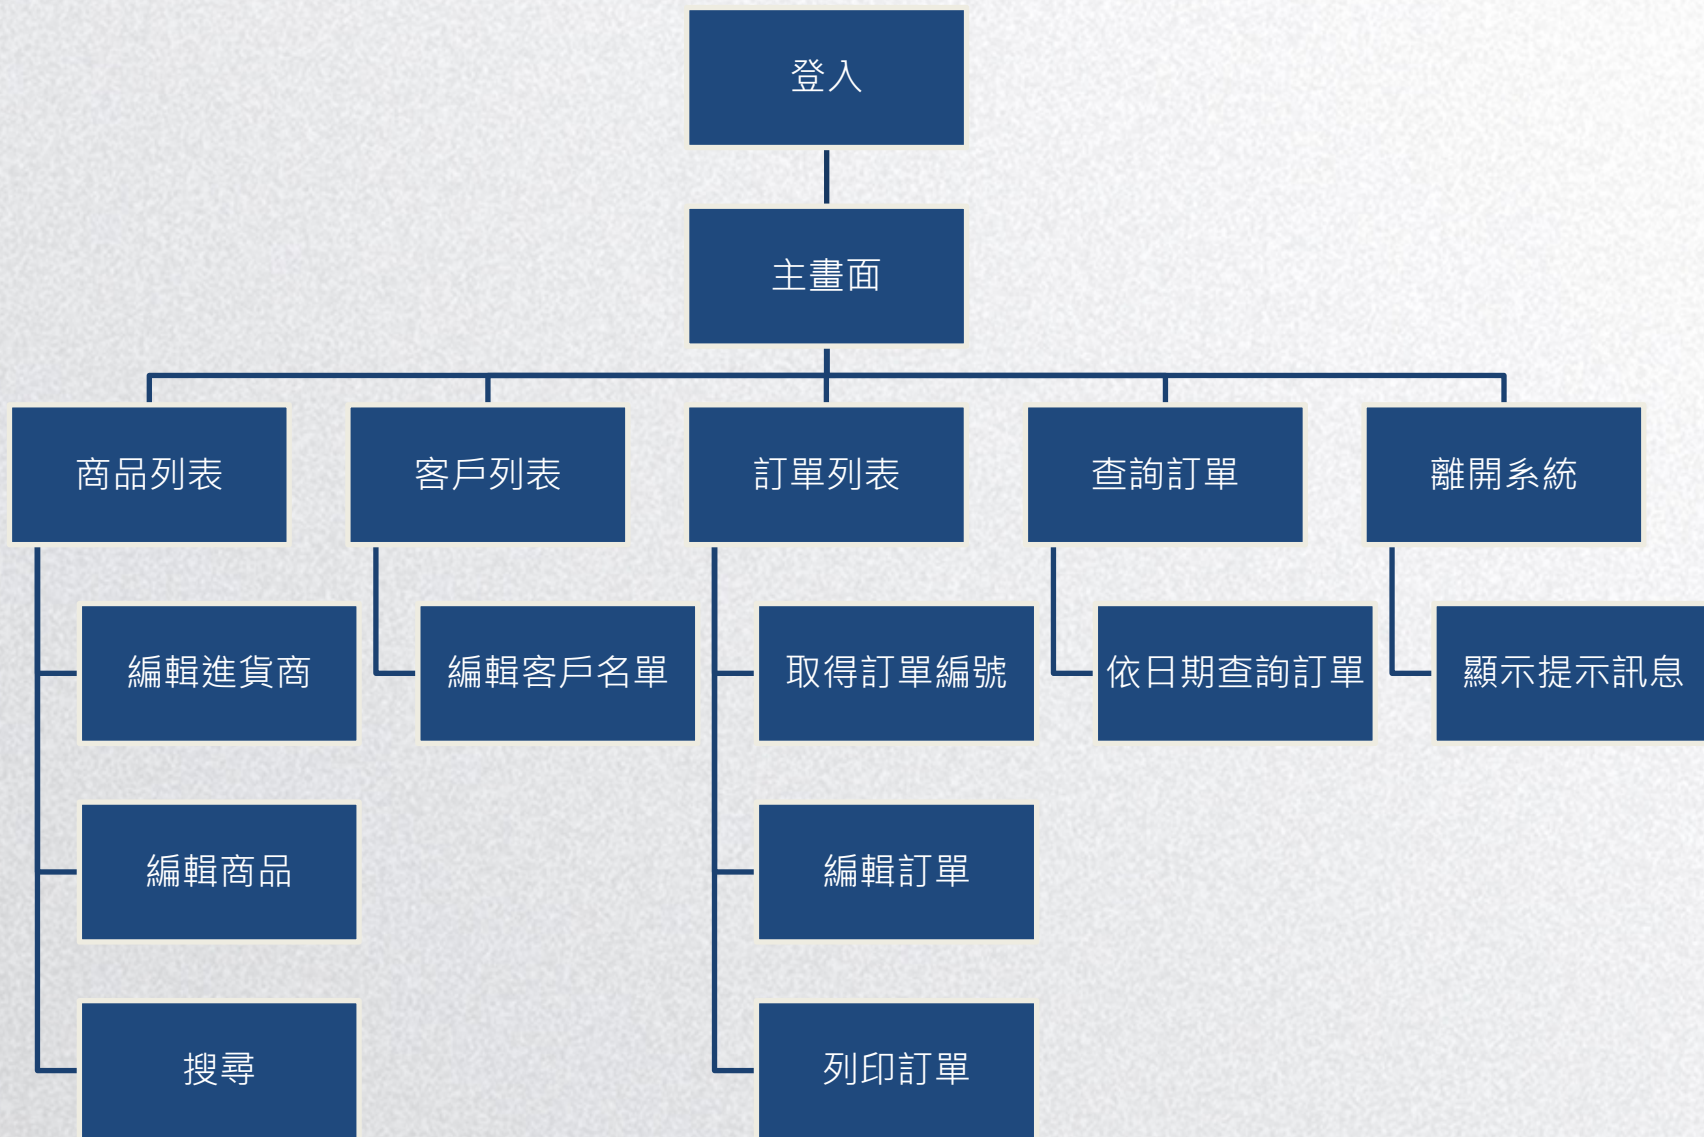 登入
主畫面
商品列表
客戶列表
訂單列表
查詢訂單
離開系統
編輯進貨商
編輯客戶名單
取得訂單編號
依日期查詢訂單
顯示提示訊息
編輯商品
編輯訂單
搜尋
列印訂單